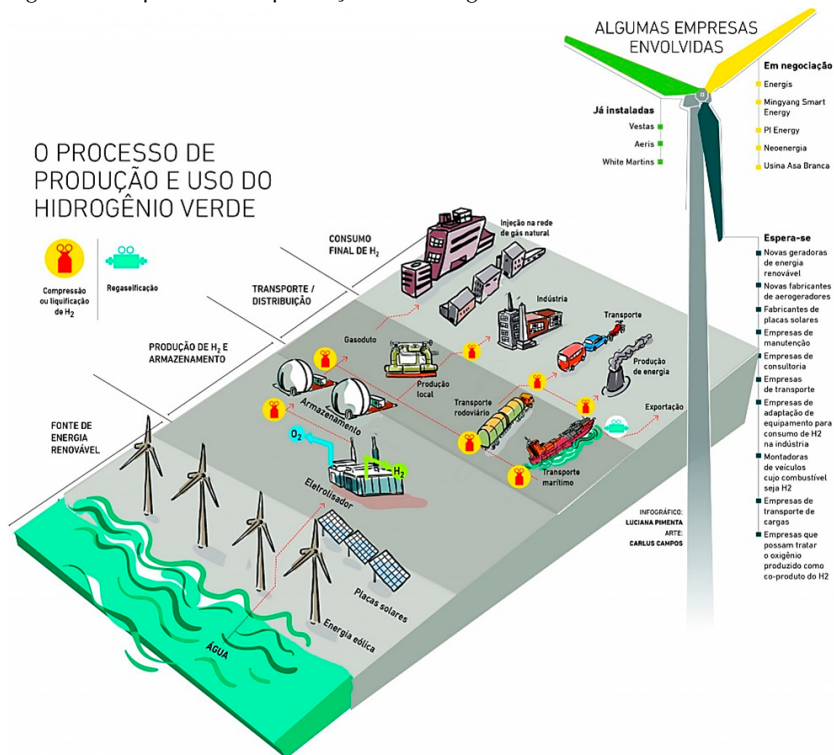 ALGUMAS EMPRESAS
ENVOLVIDAS
Em negociação
Energis
Mingyang Smart
Energy
PI Energy
Neoenergia
Usina Asa Branca
Já instaladas
Vestas
Aeris
White Martins
O PROCESSO DE
PRODUÇÃO E USO DO
HIDROGÊNIO VERDE
Compressão
ou liquificação
de H2
Regaseificação
CONSUMO
FINAL DE H2
TRANSPORTE /
DISTRIBUIÇÃO
PRODUÇÃO DE H2 E
ARMAZENAMENTO
FONTE DE
ENERGIA
RENOVÁVEL
Injeção na rede
de gás natural
Indústria
Transporte
Produção
de energia
Gasoduto
Produção
local
Transporte
rodoviário
Exportação
Transporte
marítimo
Armazenamento
O2
H2
Eletrolisador
Placas solares
Energia eólica
ÁGUA
Espera-se
Novas geradoras
de energia
renovável
Novas fabricantes
de aerogeradores
Fabricantes de
placas solares
Empresas de
manutenção
Empresas de
consultoria
Empresas
de transporte
Empresas de
adaptação de
equipamento para
consumo de H2
na indústria
Montadoras
de veículos
cujo combustível
seja H2
Empresas de
transporte de
cargas
Empresas que
possam tratar
o oxigênio
produzido como
co-produto do H2
INFOGRÁFICO:
LUCIANA PIMENTA
ARTE:
CARLUS CAMPOS